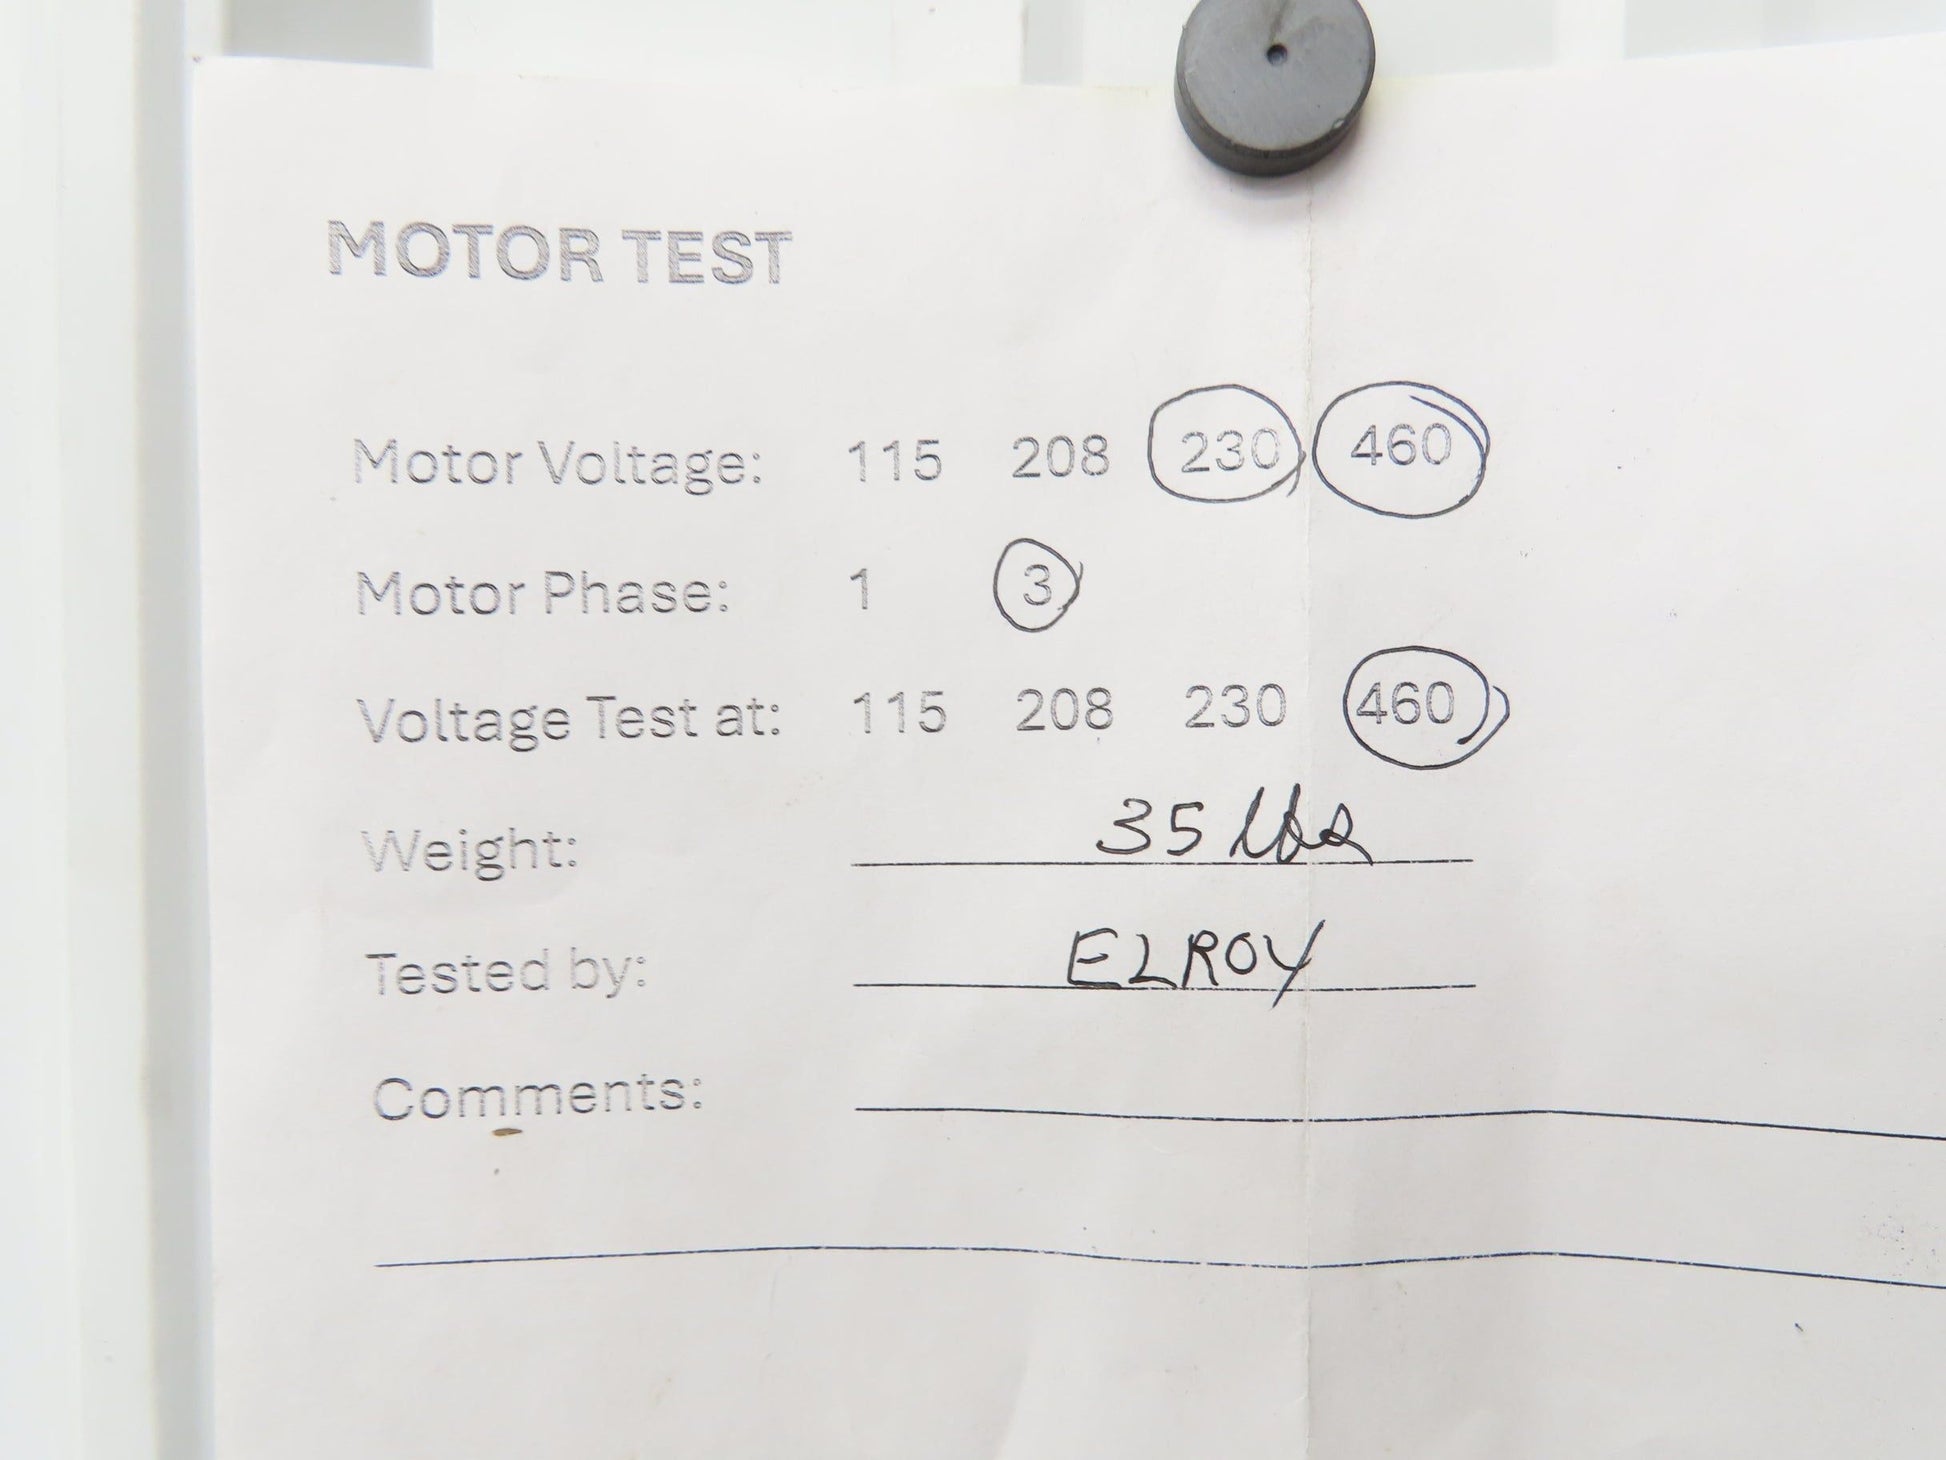 MOTOR TEST
Motor Voltage: 115 208 230 460
Motor Phase: 1 3
Voltage Test at: 115 208 230 460
Weight: 35 lbs
Tested by: ELROY
Comments: